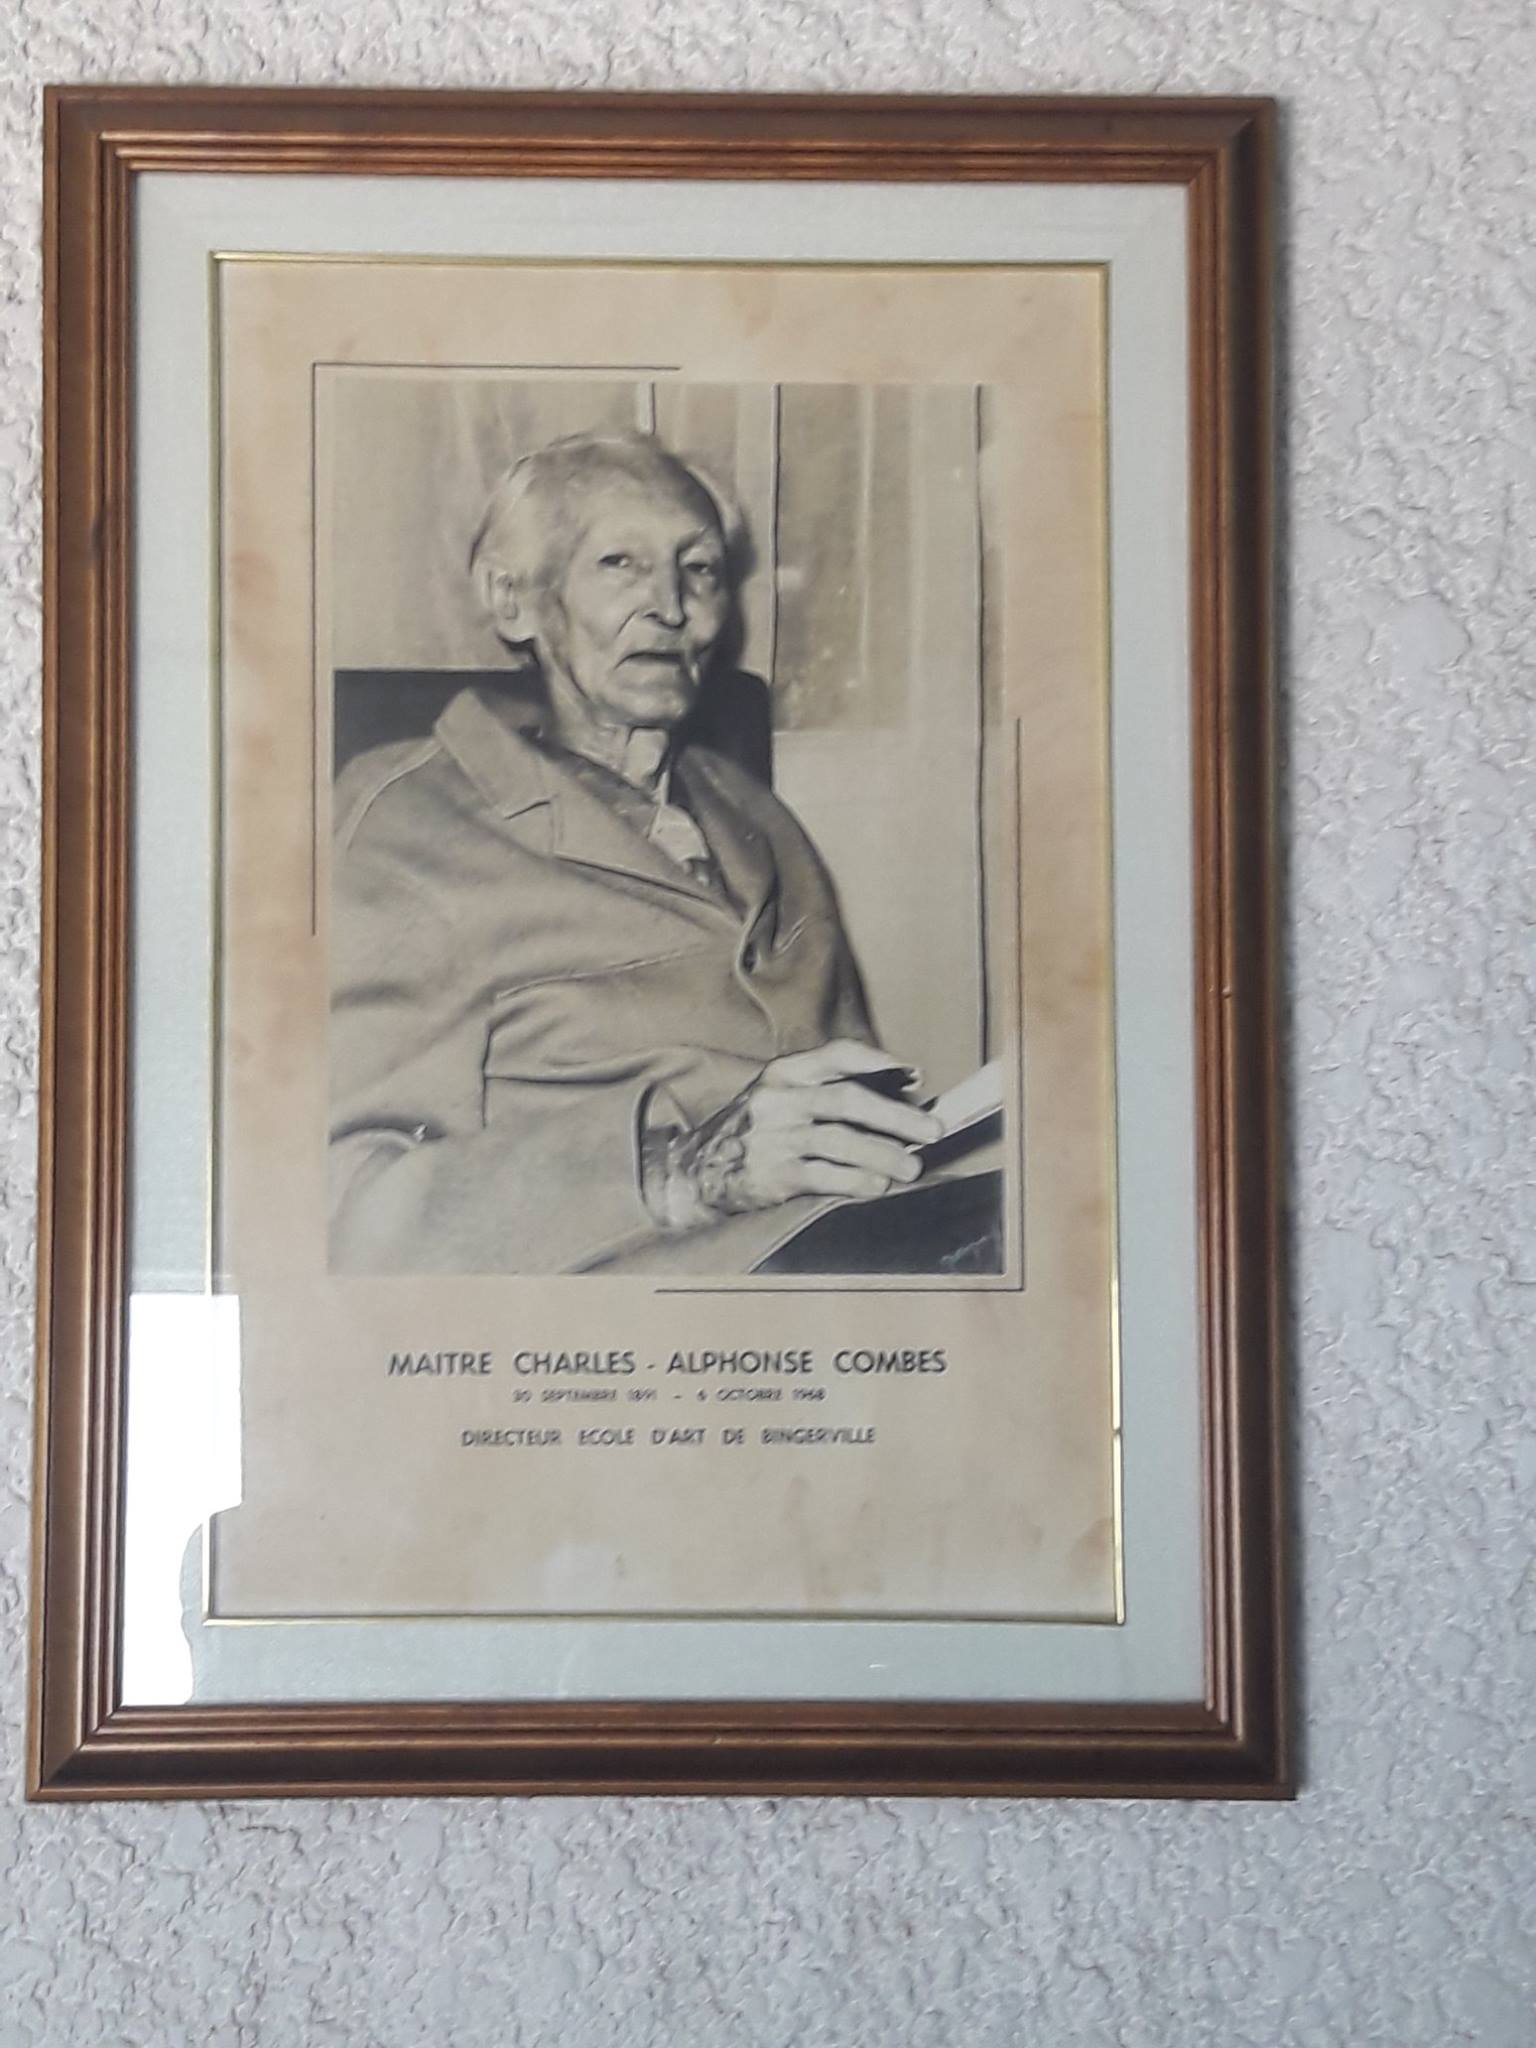 MAITRE CHARLES - ALPHONSE COMBES
30 SEPTEMBRE 1891 - 6 OCTOBRE 1968
DIRECTEUR ECOLE D'ART DE BINGERVILLE